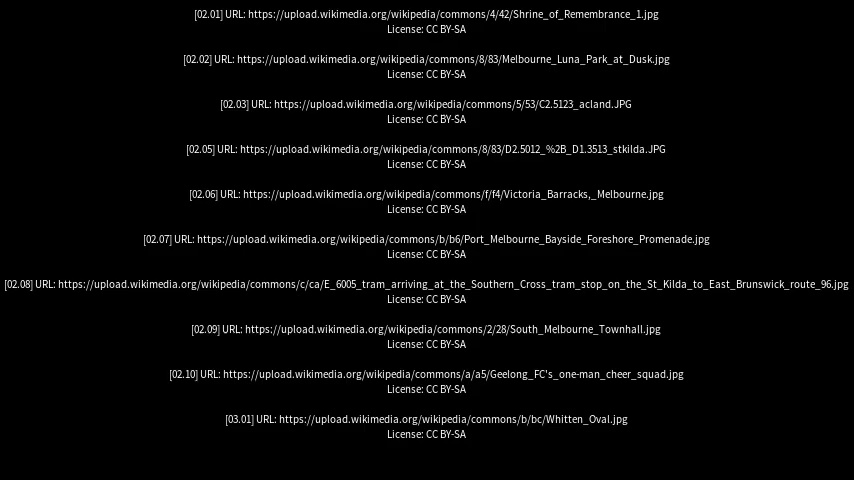 [02.01] URL: https://upload.wikimedia.org/wikipedia/commons/4/42/Shrine_of_Remembrance_1.jpg
License: CC BY-SA
[02.02] URL: https://upload.wikimedia.org/wikipedia/commons/8/83/Melbourne_Luna_Park_at_Dusk.jpg
License: CC BY-SA
[02.03] URL: https://upload.wikimedia.org/wikipedia/commons/5/53/C2.5123_acland.JPG
License: CC BY-SA
[02.05] URL: https://upload.wikimedia.org/wikipedia/commons/8/83/D2.5012_%2B_D1.3513_stkilda.JPG
License: CC BY-SA
[02.06] URL: https://upload.wikimedia.org/wikipedia/commons/f/f4/Victoria_Barracks,_Melbourne.jpg
License: CC BY-SA
[02.07] URL: https://upload.wikimedia.org/wikipedia/commons/b/b6/Port_Melbourne_Bayside_Foreshore_Promenade.jpg
License: CC BY-SA
[02.08] URL: https://upload.wikimedia.org/wikipedia/commons/c/ca/E_6005_tram_arriving_at_the_Southern_Cross_tram_stop_on_the_St_Kilda_to_East_Brunswick_route_96.jpg
License: CC BY-SA
[02.09] URL: https://upload.wikimedia.org/wikipedia/commons/2/28/South_Melbourne_Townhall.jpg
License: CC BY-SA
[02.10] URL: https://upload.wikimedia.org/wikipedia/commons/a/a5/Geelong_FC's_one-man_cheer_squad.jpg
License: CC BY-SA
[03.01] URL: https://upload.wikimedia.org/wikipedia/commons/b/bc/Whitten_Oval.jpg
License: CC BY-SA